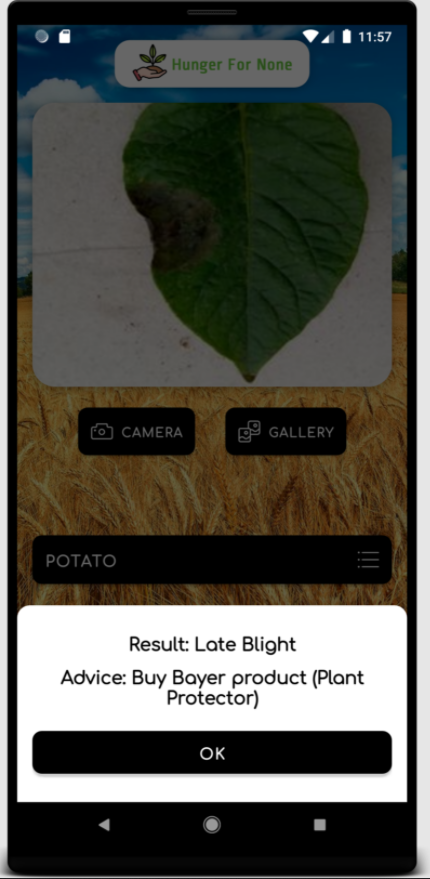 11:57
Hunger For None
CAMERA
GALLERY
POTATO
Result: Late Blight
Advice: Buy Bayer product (Plant
Protector)
OK